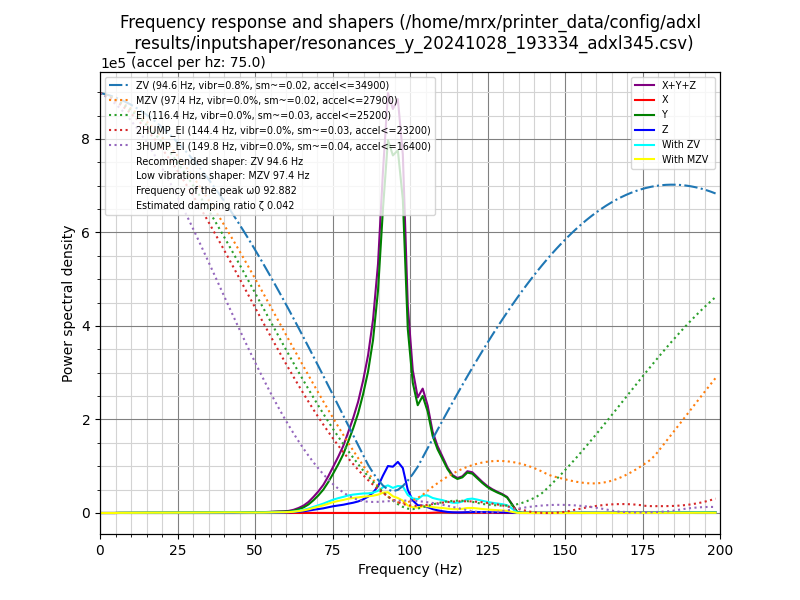 Frequency response and shapers (/home/mrx/printer_data/config/adxl
_results/inputshaper/resonances_y_20241028_193334_adxl345.csv)
1e5 (accel per hz: 75.0)
ZV (94.6 Hz, vibr=0.8%, sm~=0.02, accel<=34900)
MZV (97.4 Hz, vibr=0.0%, sm~=0.02, accel<=27900)
EI (116.4 Hz, vibr=0.0%, sm~=0.03, accel<=25200)
2HUMP_EI (144.4 Hz, vibr=0.0%, sm~=0.03, accel<=23200)
3HUMP_EI (149.8 Hz, vibr=0.0%, sm~=0.04, accel<=16400)
Recommended shaper: ZV 94.6 Hz
Low vibrations shaper: MZV 97.4 Hz
Frequency of the peak ω0 92.882
Estimated damping ratio ζ 0.042
X+Y+Z
X
Y
Z
With ZV
With MZV
Power spectral density
8
6
4
2
0
0 25 50 75 100 125 150 175 200
Frequency (Hz)